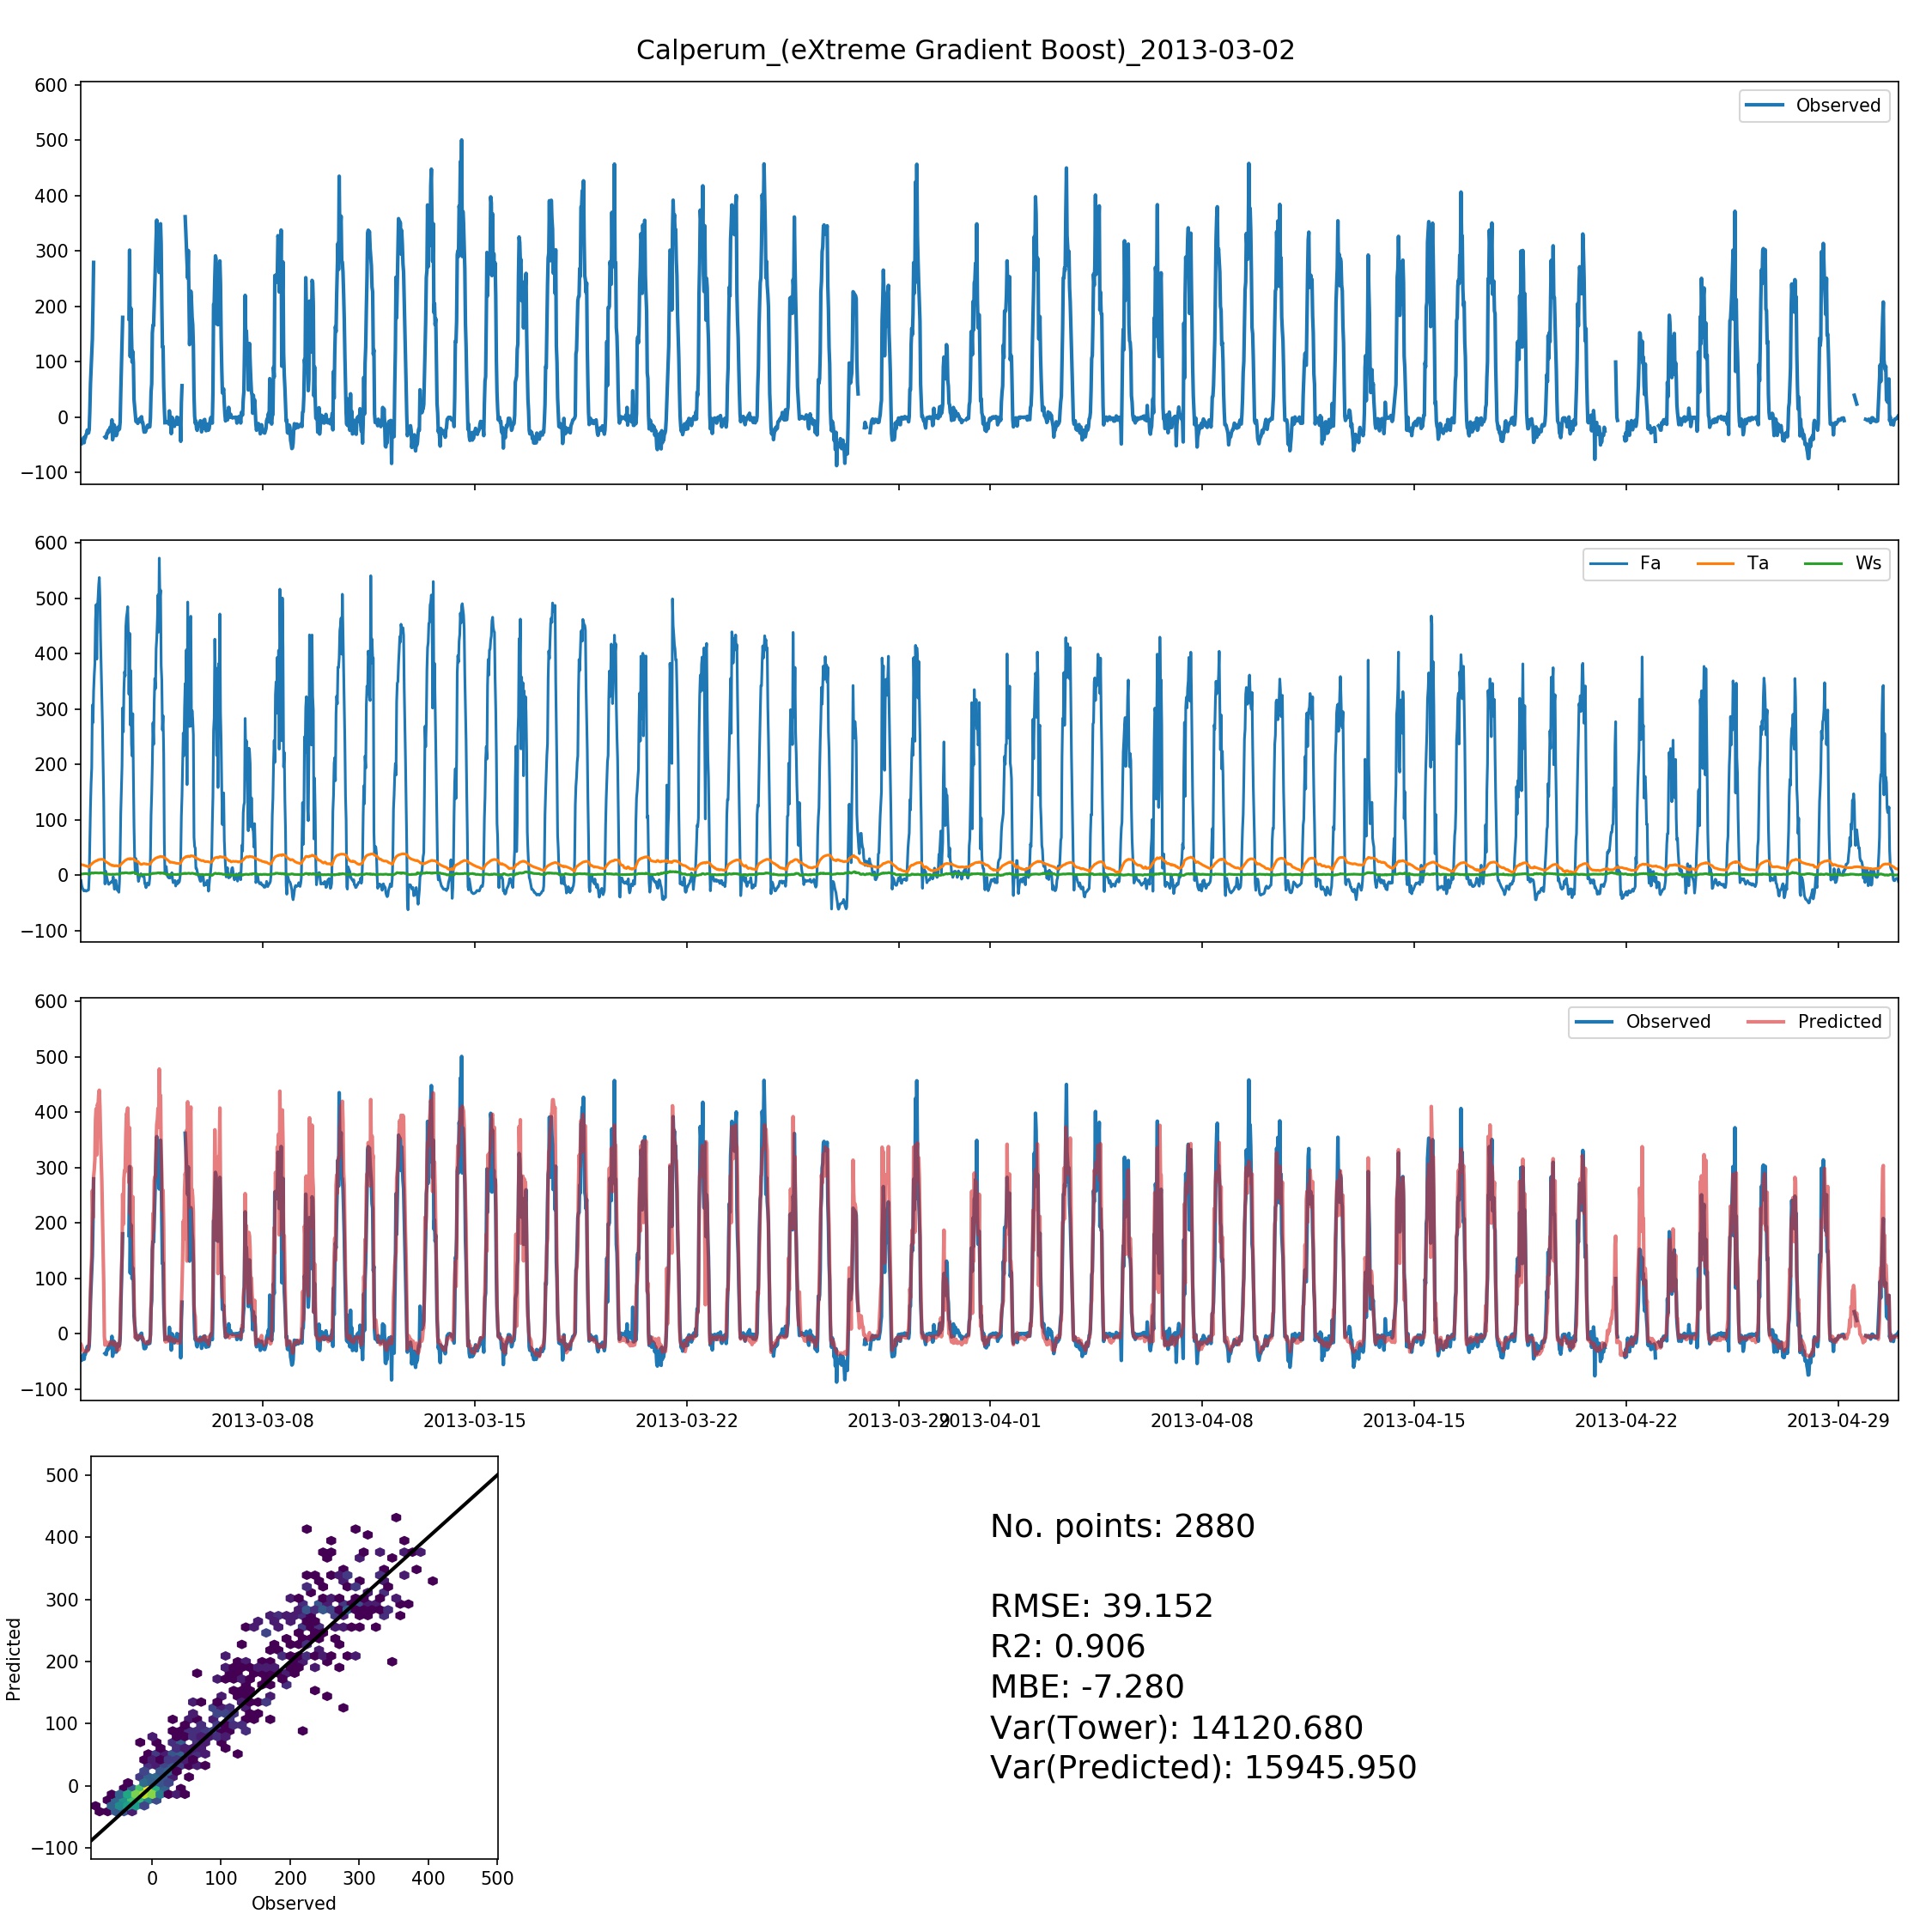 Calperum_(eXtreme Gradient Boost)_2013-03-02
600
500
400
300
200
100
0
−100
Observed
600
500
400
300
200
100
0
−100
Fa Ta Ws
600
500
400
300
200
100
0
−100
Observed Predicted
2013-03-08 2013-03-15 2013-03-22 2013-03-29 2013-04-01 2013-04-08 2013-04-15 2013-04-22 2013-04-29
500
400
300
200
100
0
−100
Predicted
0 100 200 300 400 500
Observed
No. points: 2880
RMSE: 39.152
R2: 0.906
MBE: -7.280
Var(Tower): 14120.680
Var(Predicted): 15945.950